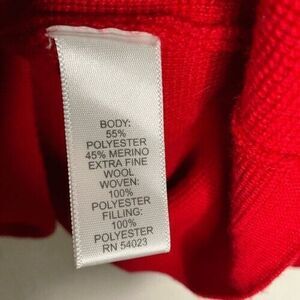 BODY:
55%
POLYESTER
45% MERINO
EXTRA FINE
WOOL
WOVEN:
100%
POLYESTER
FILLING:
100%
POLYESTER
RN 54023